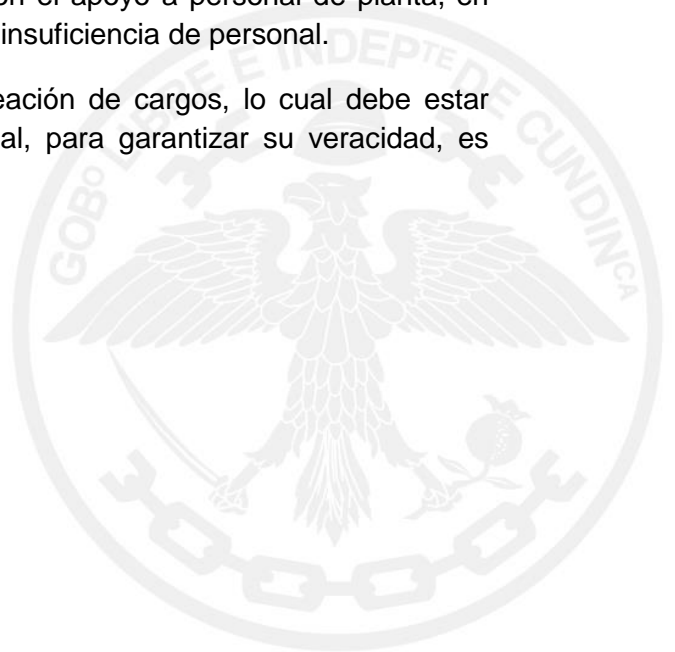 on el apoyo a personal de planta, en
insuficiencia de personal.
eación de cargos, lo cual debe estar
al, para garantizar su veracidad, es
GOBº LIBRE E INDEPTE DE CUNDINCA